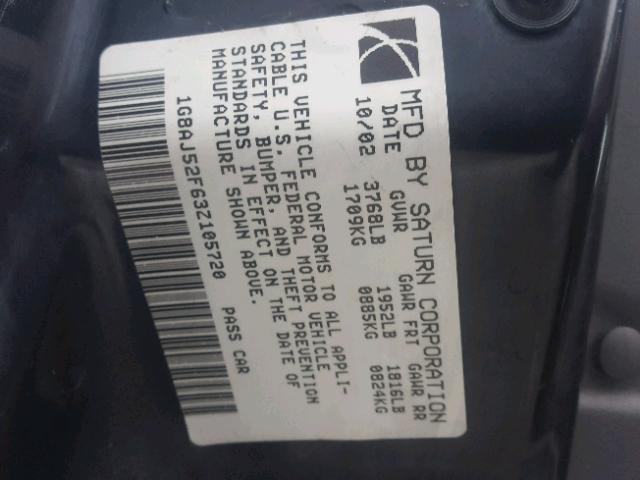 MFD BY SATURN CORPORATION
DATE GVWR GAWR FRT GAWR RR
10/02 3768LB 1952LB 1816LB
1709KG 0885KG 0824KG
THIS VEHICLE CONFORMS TO ALL APPLI-
CABLE U.S. FEDERAL MOTOR VEHICLE
SAFETY, BUMPER, AND THEFT PREVENTION
STANDARDS IN EFFECT ON THE DATE OF
MANUFACTURE SHOWN ABOVE.
1G8AJ52F63Z105720 PASS CAR